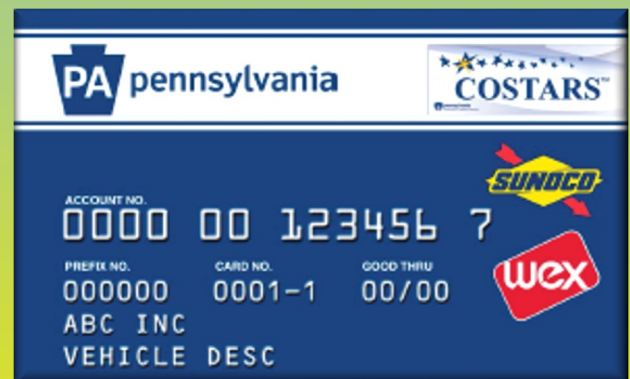 PA pennsylvania
COSTARS™
SUNOCO
ACCOUNT NO.
0000 00 123456 7
PREFIX NO. CARD NO. GOOD THRU
000000 0001-1 00/00
wex
ABC INC
VEHICLE DESC